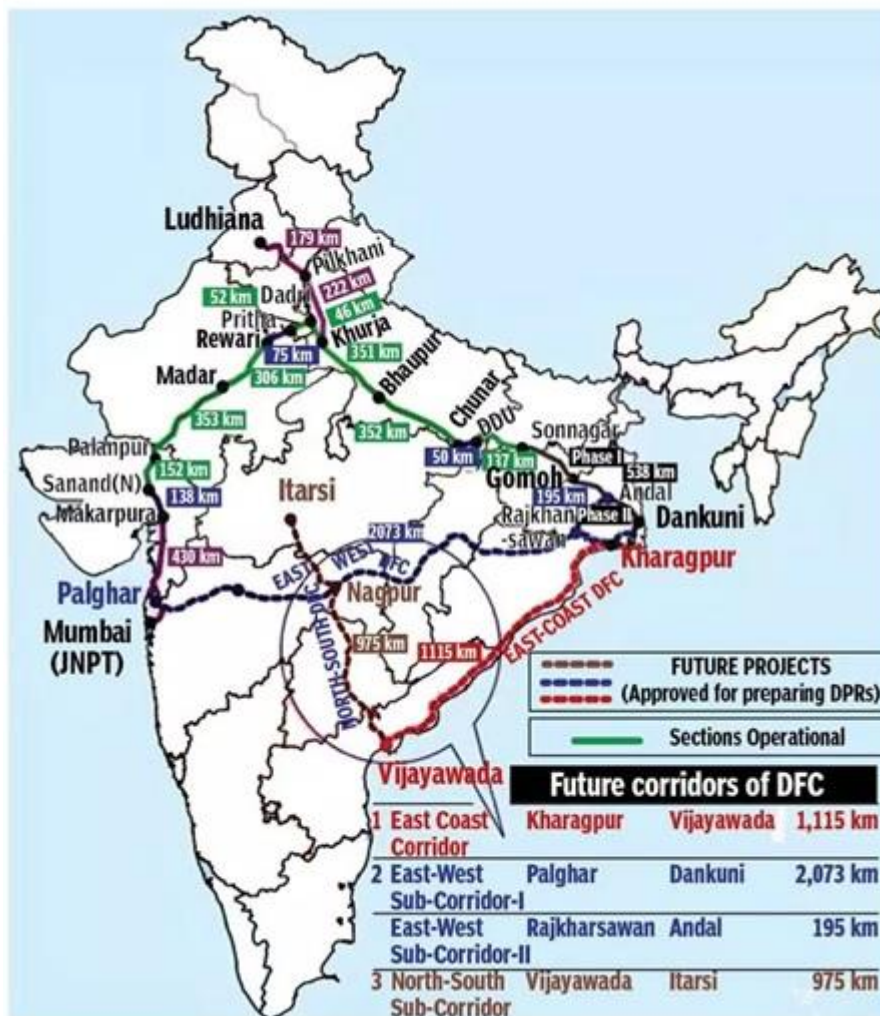 Ludhiana
179 km
Pilkhani
222 km
52 km
Dadri
46 km
Pritha
Rewari
Khurja
75 km
351 km
Madar
306 km
Bhaupur
353 km
Chunar
DDU
352 km
Sonnagar
Palanpur
50 km
137 km
Phase I
152 km
Gomoh
538 km
Sanand(N)
138 km
Itarsi
195 km
Andal
Makarpura
Rajkhar
-sawan
Phase II
Dankuni
2073 km
430 km
EAST WEST DFC
Kharagpur
Palghar
Nagpur
Mumbai
(JNPT)
NORTH-SOUTH DFC
975 km
1115 km
EAST-COAST DFC
FUTURE PROJECTS
(Approved for preparing DPRs)
Sections Operational
Vijayawada
Future corridors of DFC
1 East Coast Corridor Kharagpur Vijayawada 1,115 km
2 East-West Sub-Corridor-I Palghar Dankuni 2,073 km
East-West Sub-Corridor-II Rajkharsawan Andal 195 km
3 North-South Sub-Corridor Vijayawada Itarsi 975 km